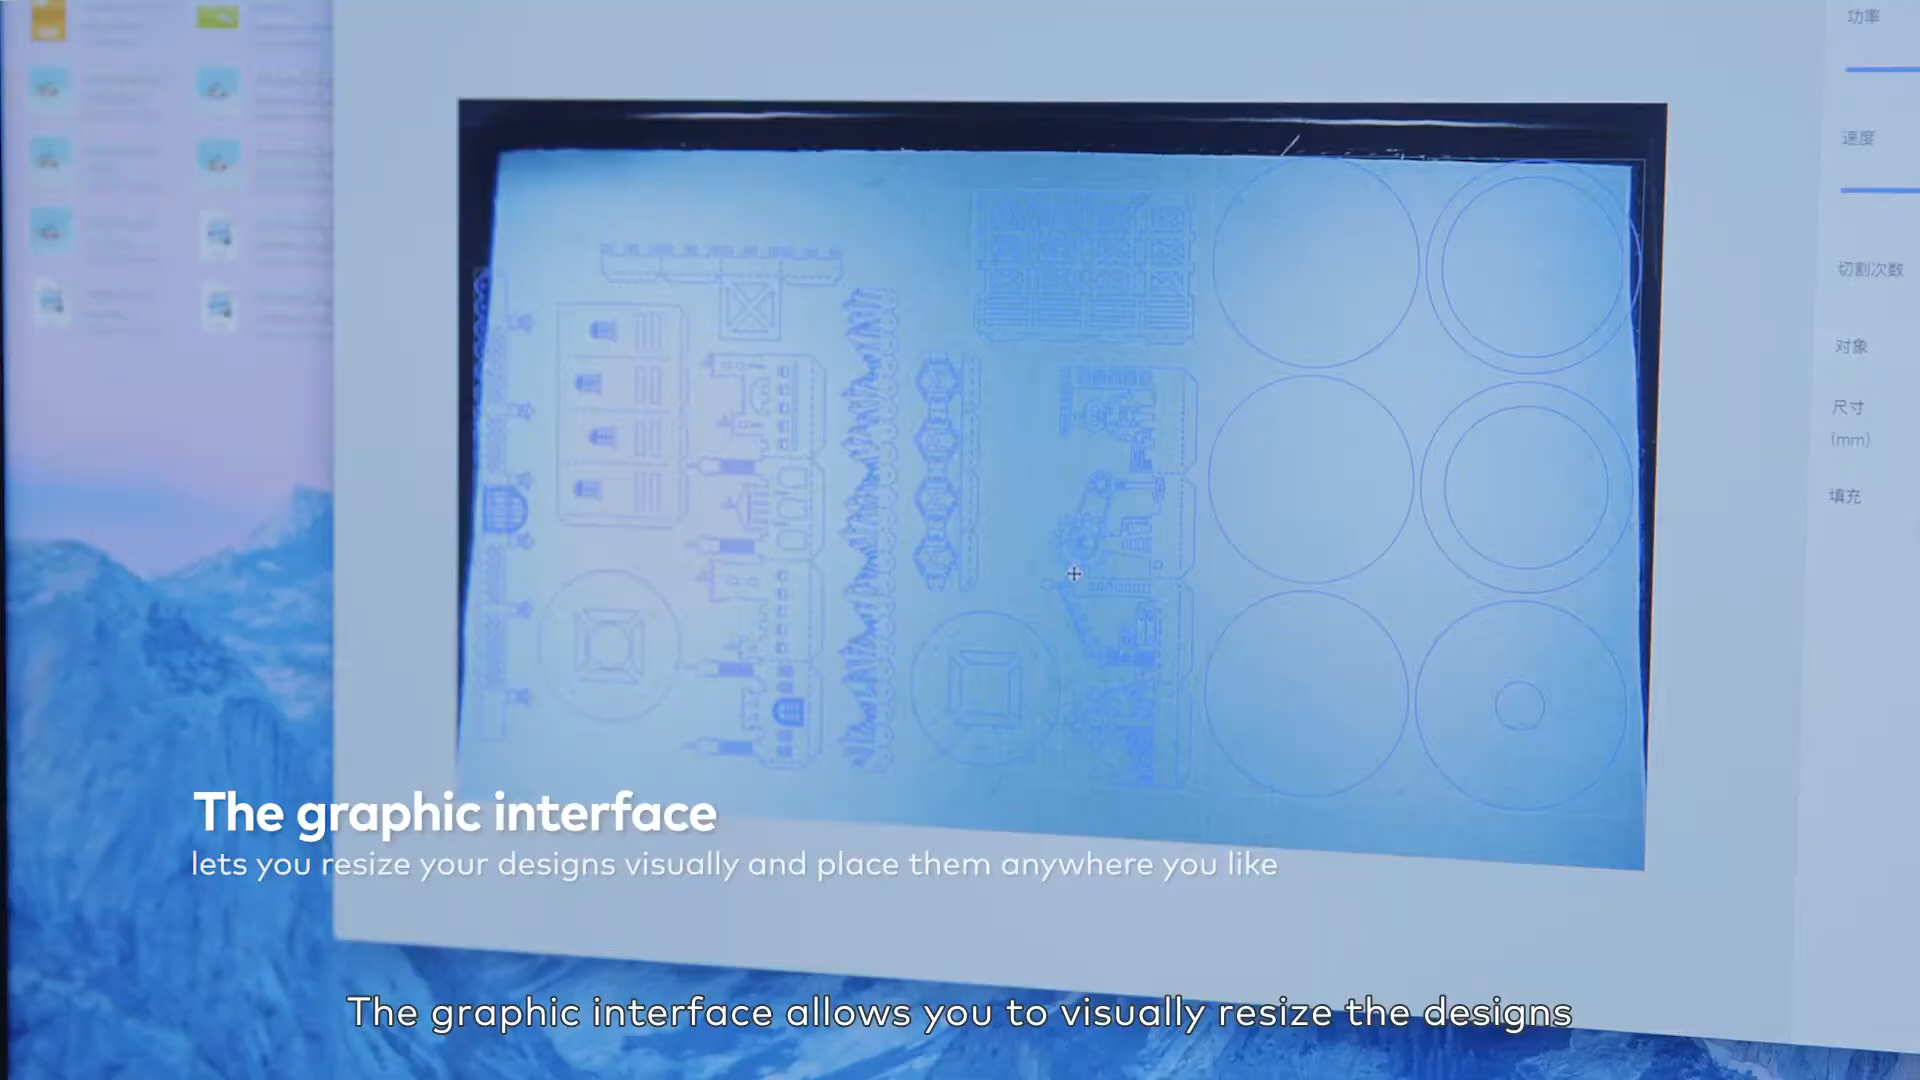 功率
速度
切割次数
对象
尺寸
(mm)
填充
The graphic interface
lets you resize your designs visually and place them anywhere you like
The graphic interface allows you to visually resize the designs